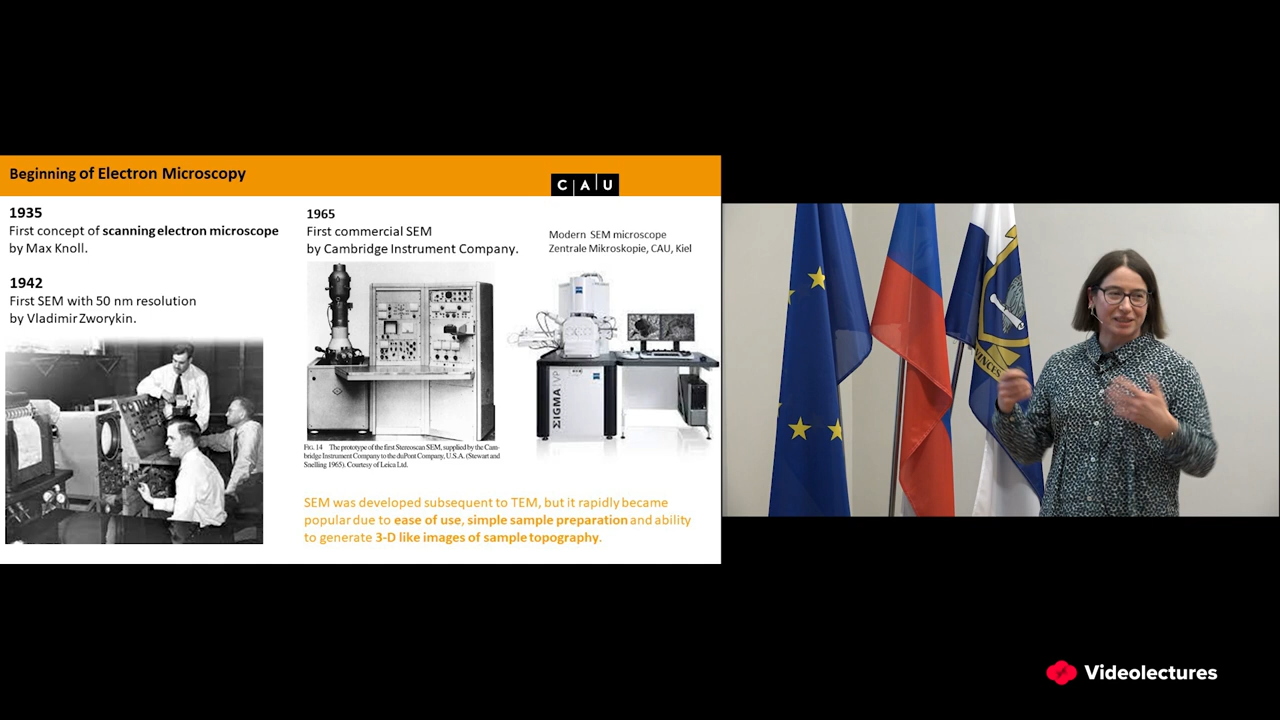 Beginning of Electron Microscopy
C A U
1935
First concept of scanning electron microscope
by Max Knoll.
1942
First SEM with 50 nm resolution
by Vladimir Zworykin.
1965
First commercial SEM
by Cambridge Instrument Company.
Modern SEM microscope
Zentrale Mikroskopie, CAU, Kiel
ΣIGMA VP
FIG. 14 The prototype of the first Stereoscan SEM, supplied by the Cam-
bridge Instrument Company to the duPont Company, U.S.A. (Stewart and
Snelling 1965). Courtesy of Leica Ltd.
SEM was developed subsequent to TEM, but it rapidly became
popular due to ease of use, simple sample preparation and ability
to generate 3-D like images of sample topography.
Videolectures